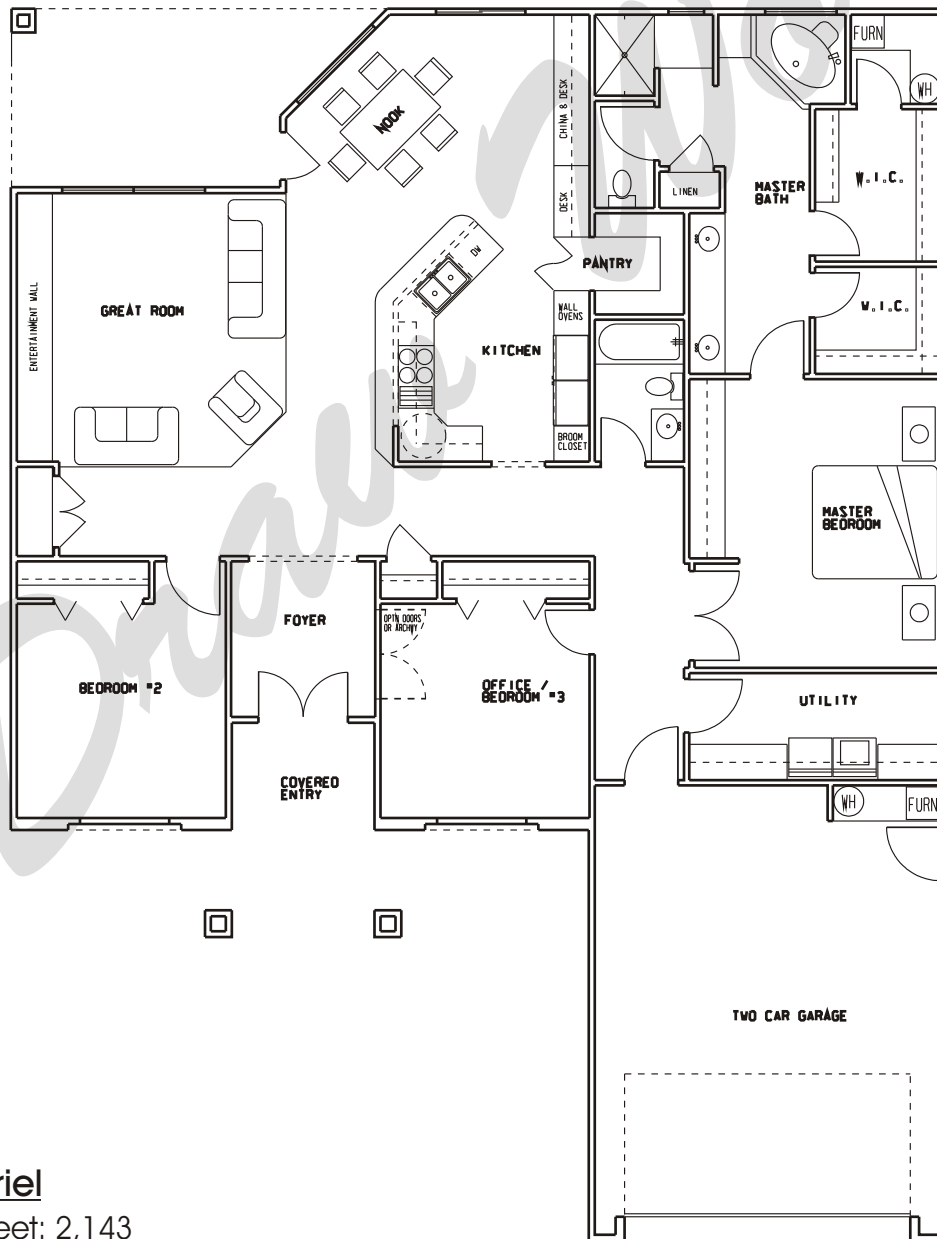 FURN
WH
NOOK
CHINA & DESK
DESK
LINEN
MASTER
BATH
W.I.C.
PANTRY
DW
WALL
OVENS
W.I.C.
ENTERTAINMENT WALL
GREAT ROOM
KITCHEN
BROOM
CLOSET
MASTER
BEDROOM
FOYER
OPTN DOORS
OR ARCHWY
BEDROOM #2
OFFICE /
BEDROOM #3
UTILITY
COVERED
ENTRY
WH
FURN
TWO CAR GARAGE
riel
eet: 2,143
Draw